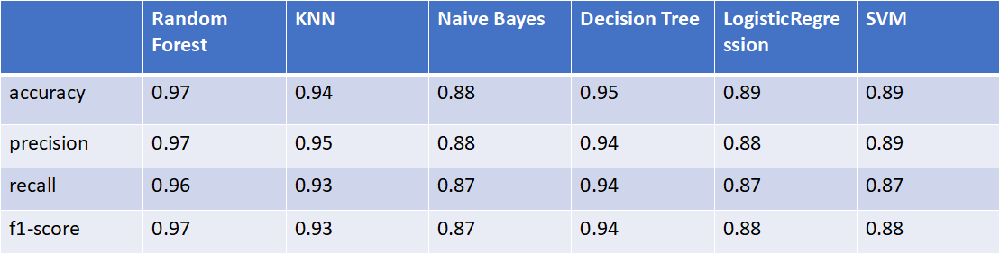 Random Forest KNN Naive Bayes Decision Tree LogisticRegression SVM
accuracy 0.97 0.94 0.88 0.95 0.89 0.89
precision 0.97 0.95 0.88 0.94 0.88 0.89
recall 0.96 0.93 0.87 0.94 0.87 0.87
f1-score 0.97 0.93 0.87 0.94 0.88 0.88